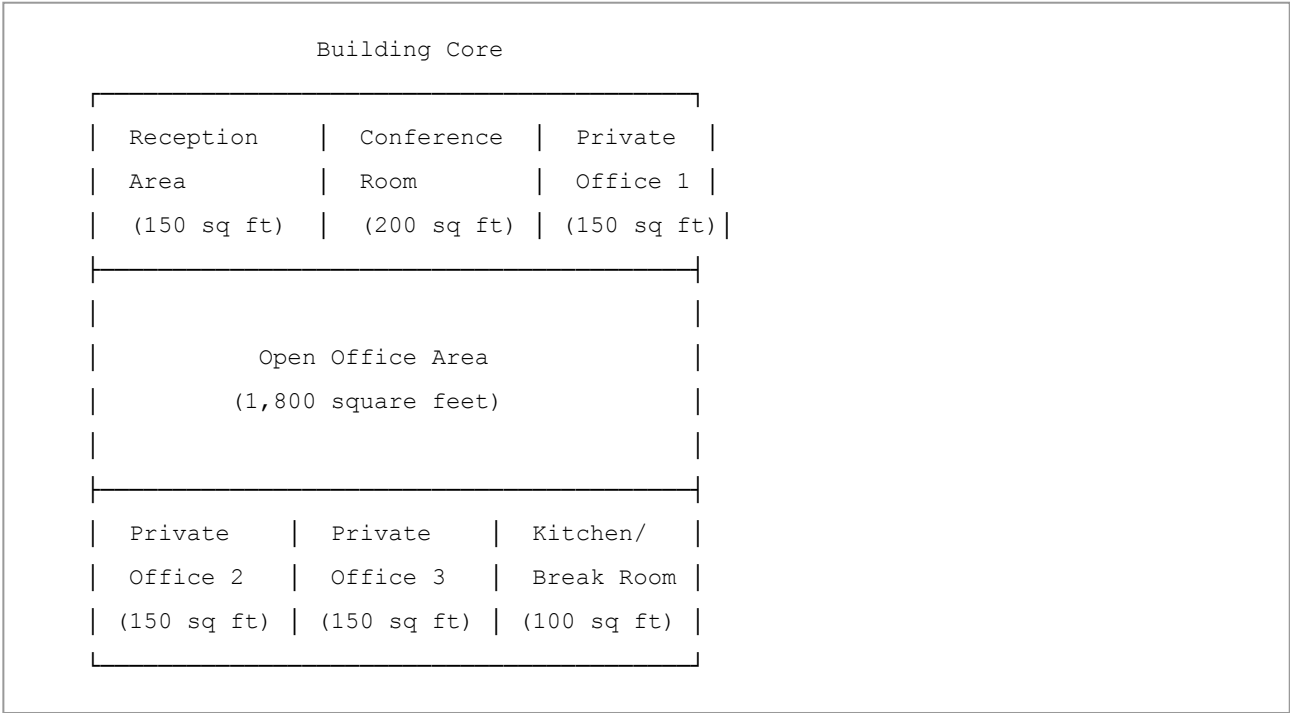 Building Core
Reception Conference Private
Area Room Office 1
(150 sq ft) (200 sq ft) (150 sq ft)
Open Office Area
(1,800 square feet)
Private Private Kitchen/
Office 2 Office 3 Break Room
(150 sq ft) (150 sq ft) (100 sq ft)